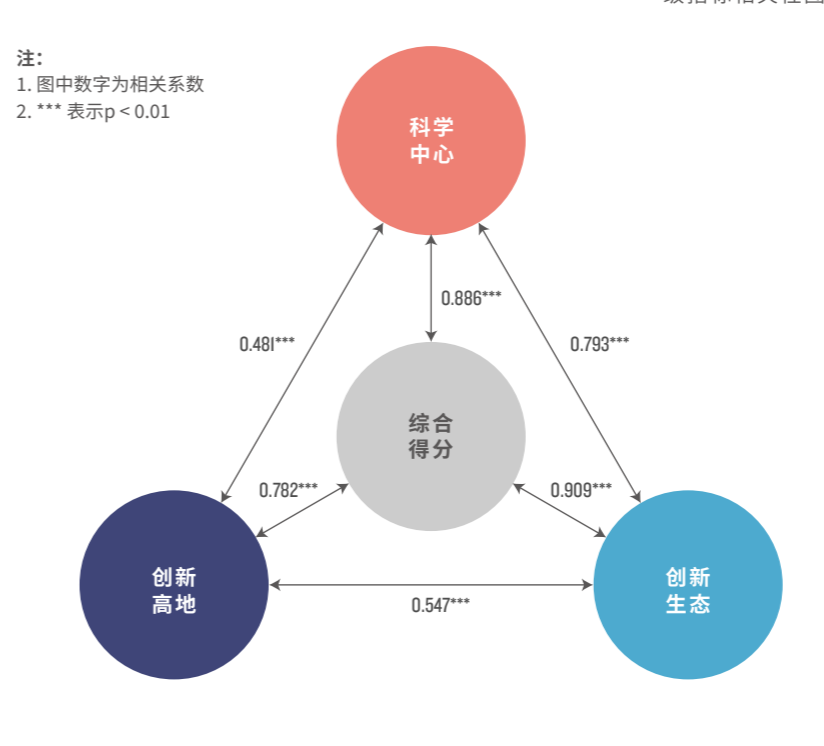 注：
1. 图中数字为相关系数
2. *** 表示p < 0.01
科学
中心
0.886***
0.481***
0.793***
综合
得分
0.782***
0.909***
创新
高地
创新
生态
0.547***